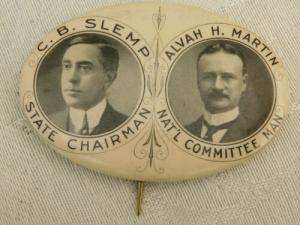 C. B. SLEMP
STATE CHAIRMAN
ALVAH H. MARTIN
NAT'L COMMITTEE MAN